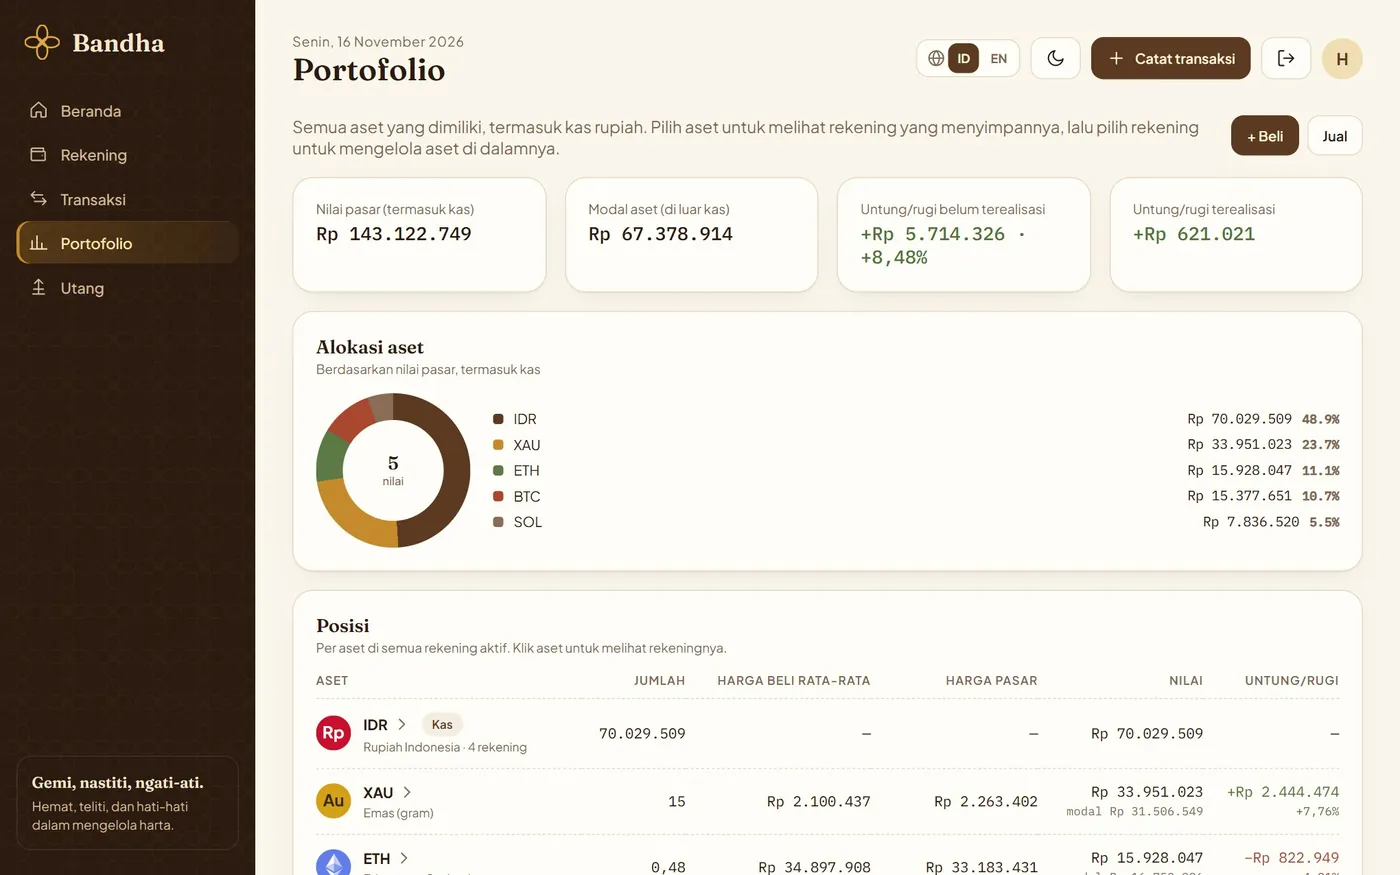 Bandha
Beranda
Rekening
Transaksi
Portofolio
Utang
Gemi, nastiti, ngati-ati.
Hemat, teliti, dan hati-hati
dalam mengelola harta.
Senin, 16 November 2026
Portofolio
ID EN
+ Catat transaksi
H
Semua aset yang dimiliki, termasuk kas rupiah. Pilih aset untuk melihat rekening yang menyimpannya, lalu pilih rekening
untuk mengelola aset di dalamnya.
+ Beli
Jual
Nilai pasar (termasuk kas)
Rp 143.122.749
Modal aset (di luar kas)
Rp 67.378.914
Untung/rugi belum terealisasi
+Rp 5.714.326 ·
+8,48%
Untung/rugi terealisasi
+Rp 621.021
Alokasi aset
Berdasarkan nilai pasar, termasuk kas
5
nilai
IDR Rp 70.029.509 48.9%
XAU Rp 33.951.023 23.7%
ETH Rp 15.928.047 11.1%
BTC Rp 15.377.651 10.7%
SOL Rp 7.836.520 5.5%
Posisi
Per aset di semua rekening aktif. Klik aset untuk melihat rekeningnya.
ASET JUMLAH HARGA BELI RATA-RATA HARGA PASAR NILAI UNTUNG/RUGI
Rp IDR Kas 70.029.509 — — Rp 70.029.509 —
Rupiah Indonesia · 4 rekening
Au XAU 15 Rp 2.100.437 Rp 2.263.402 Rp 33.951.023 +Rp 2.444.474
Emas (gram) modal Rp 31.506.549 +7,76%
ETH 0,48 Rp 34.897.908 Rp 33.183.431 Rp 15.928.047 −Rp 822.949